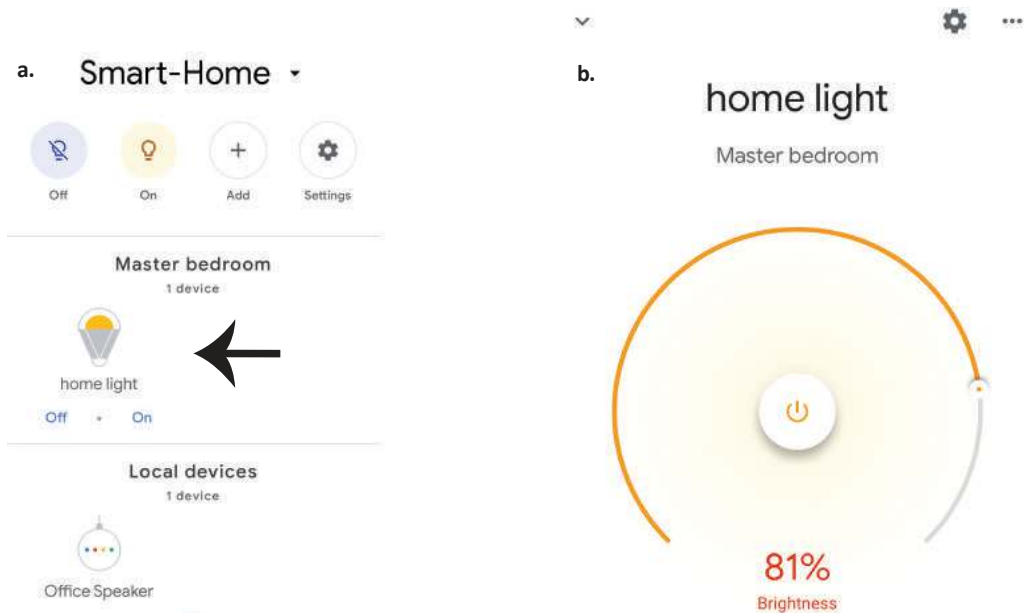 a.
Smart-Home
Off
On
Add
Settings
Master bedroom
1 device
home light
Off • On
Local devices
1 device
Office Speaker
b.
home light
Master bedroom
81%
Brightness